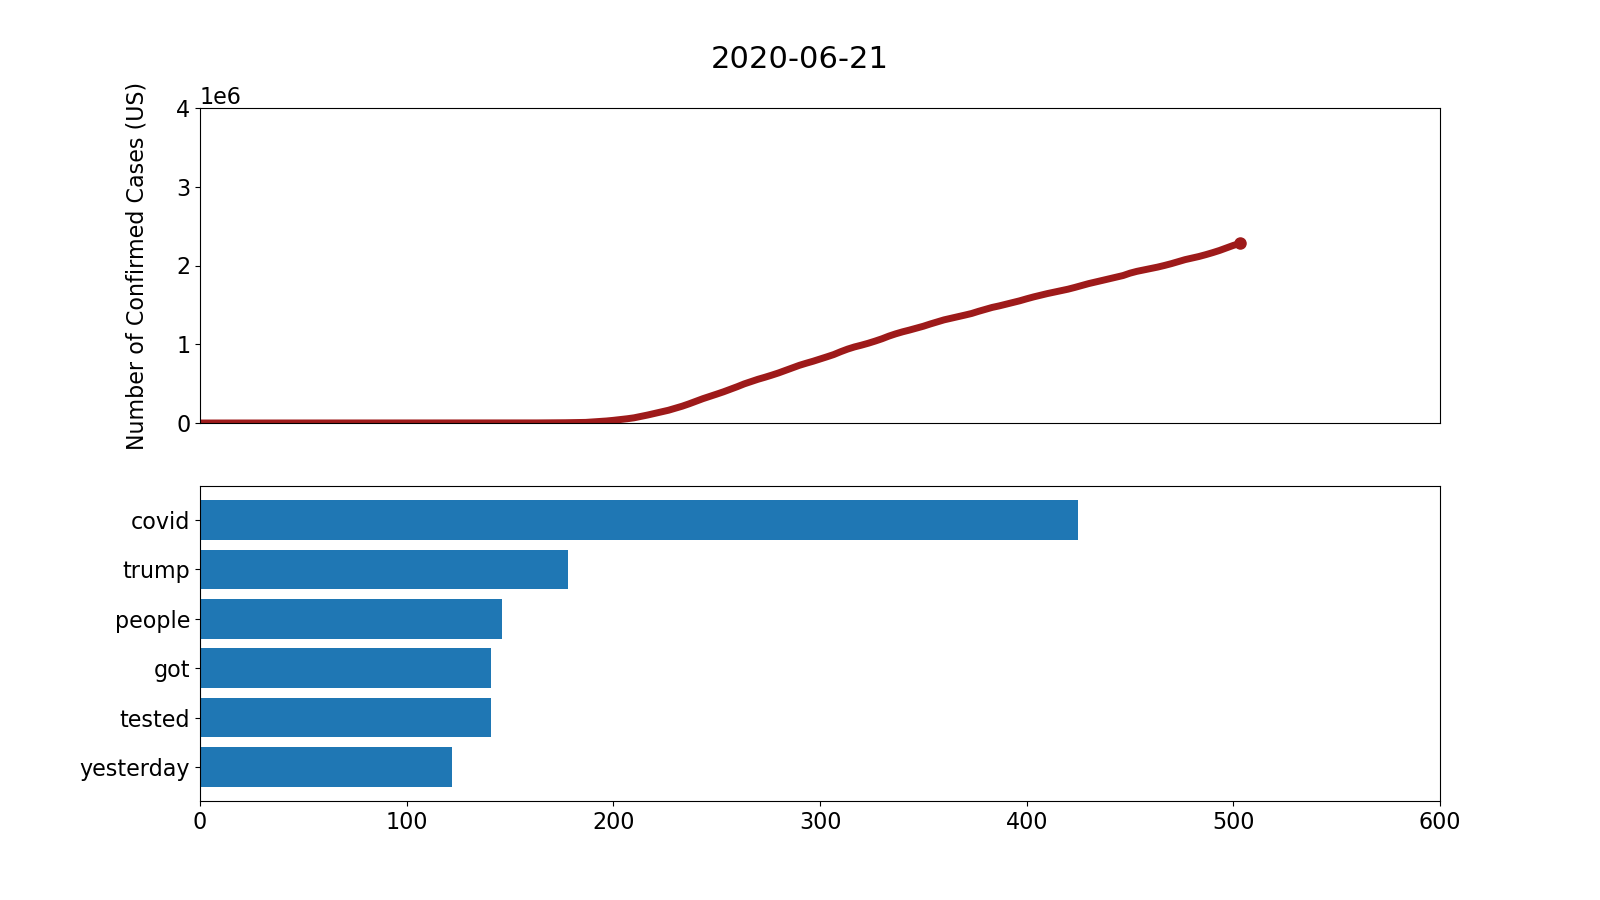 2020-06-21
1e6
Number of Confirmed Cases (US)
4
3
2
1
0
covid
trump
people
got
tested
yesterday
0 100 200 300 400 500 600